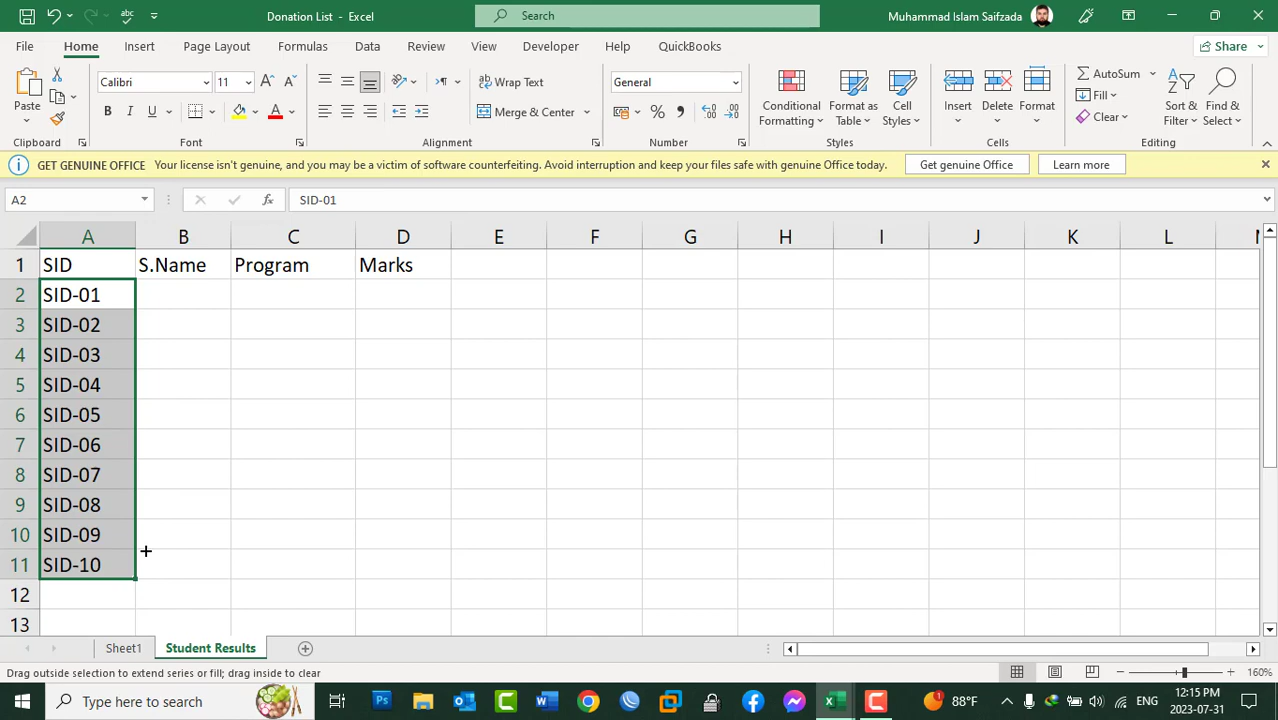 Donation List - Excel
Search
Muhammad Islam Saifzada
File Home Insert Page Layout Formulas Data Review View Developer Help QuickBooks Share
Paste
Calibri 11
Wrap Text
General
Merge & Center
Conditional Formatting
Format as Table
Cell Styles
Insert
Delete
Format
AutoSum
Fill
Clear
Sort & Filter
Find & Select
Clipboard Font Alignment Number Styles Cells Editing
GET GENUINE OFFICE Your license isn't genuine, and you may be a victim of software counterfeiting. Avoid interruption and keep your files safe with genuine Office today. Get genuine Office Learn more
A2 fx SID-01
A B C D E F G H I J K L
1 SID S.Name Program Marks
2 SID-01
3 SID-02
4 SID-03
5 SID-04
6 SID-05
7 SID-06
8 SID-07
9 SID-08
10 SID-09
11 SID-10
12
13
Sheet1 Student Results
Drag outside selection to extend series or fill; drag inside to clear 160%
Type here to search
88°F
ENG
12:15 PM
2023-07-31